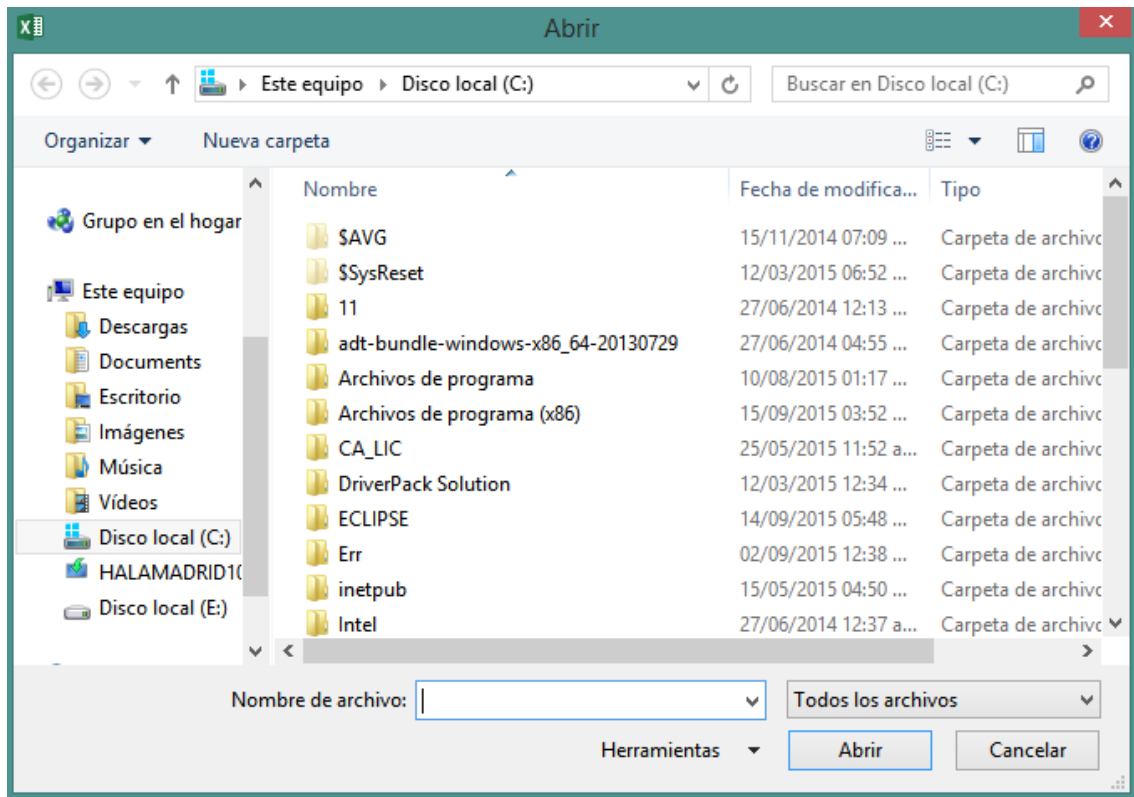 Abrir
Este equipo Disco local (C:) Buscar en Disco local (C:)
Organizar Nueva carpeta
Nombre Fecha de modifica... Tipo
Grupo en el hogar
Este equipo
Descargas
Documents
Escritorio
Imágenes
Música
Vídeos
Disco local (C:)
HALAMADRID10
Disco local (E:)
$AVG 15/11/2014 07:09 ... Carpeta de archivo
$SysReset 12/03/2015 06:52 ... Carpeta de archivo
11 27/06/2014 12:13 ... Carpeta de archivo
adt-bundle-windows-x86_64-20130729 27/06/2014 04:55 ... Carpeta de archivo
Archivos de programa 10/08/2015 01:17 ... Carpeta de archivo
Archivos de programa (x86) 15/09/2015 03:52 ... Carpeta de archivo
CA_LIC 25/05/2015 11:52 a... Carpeta de archivo
DriverPack Solution 12/03/2015 12:34 ... Carpeta de archivo
ECLIPSE 14/09/2015 05:48 ... Carpeta de archivo
Err 02/09/2015 12:38 ... Carpeta de archivo
inetpub 15/05/2015 04:50 ... Carpeta de archivo
Intel 27/06/2014 12:37 a... Carpeta de archivo
Nombre de archivo: Todos los archivos
Herramientas Abrir Cancelar